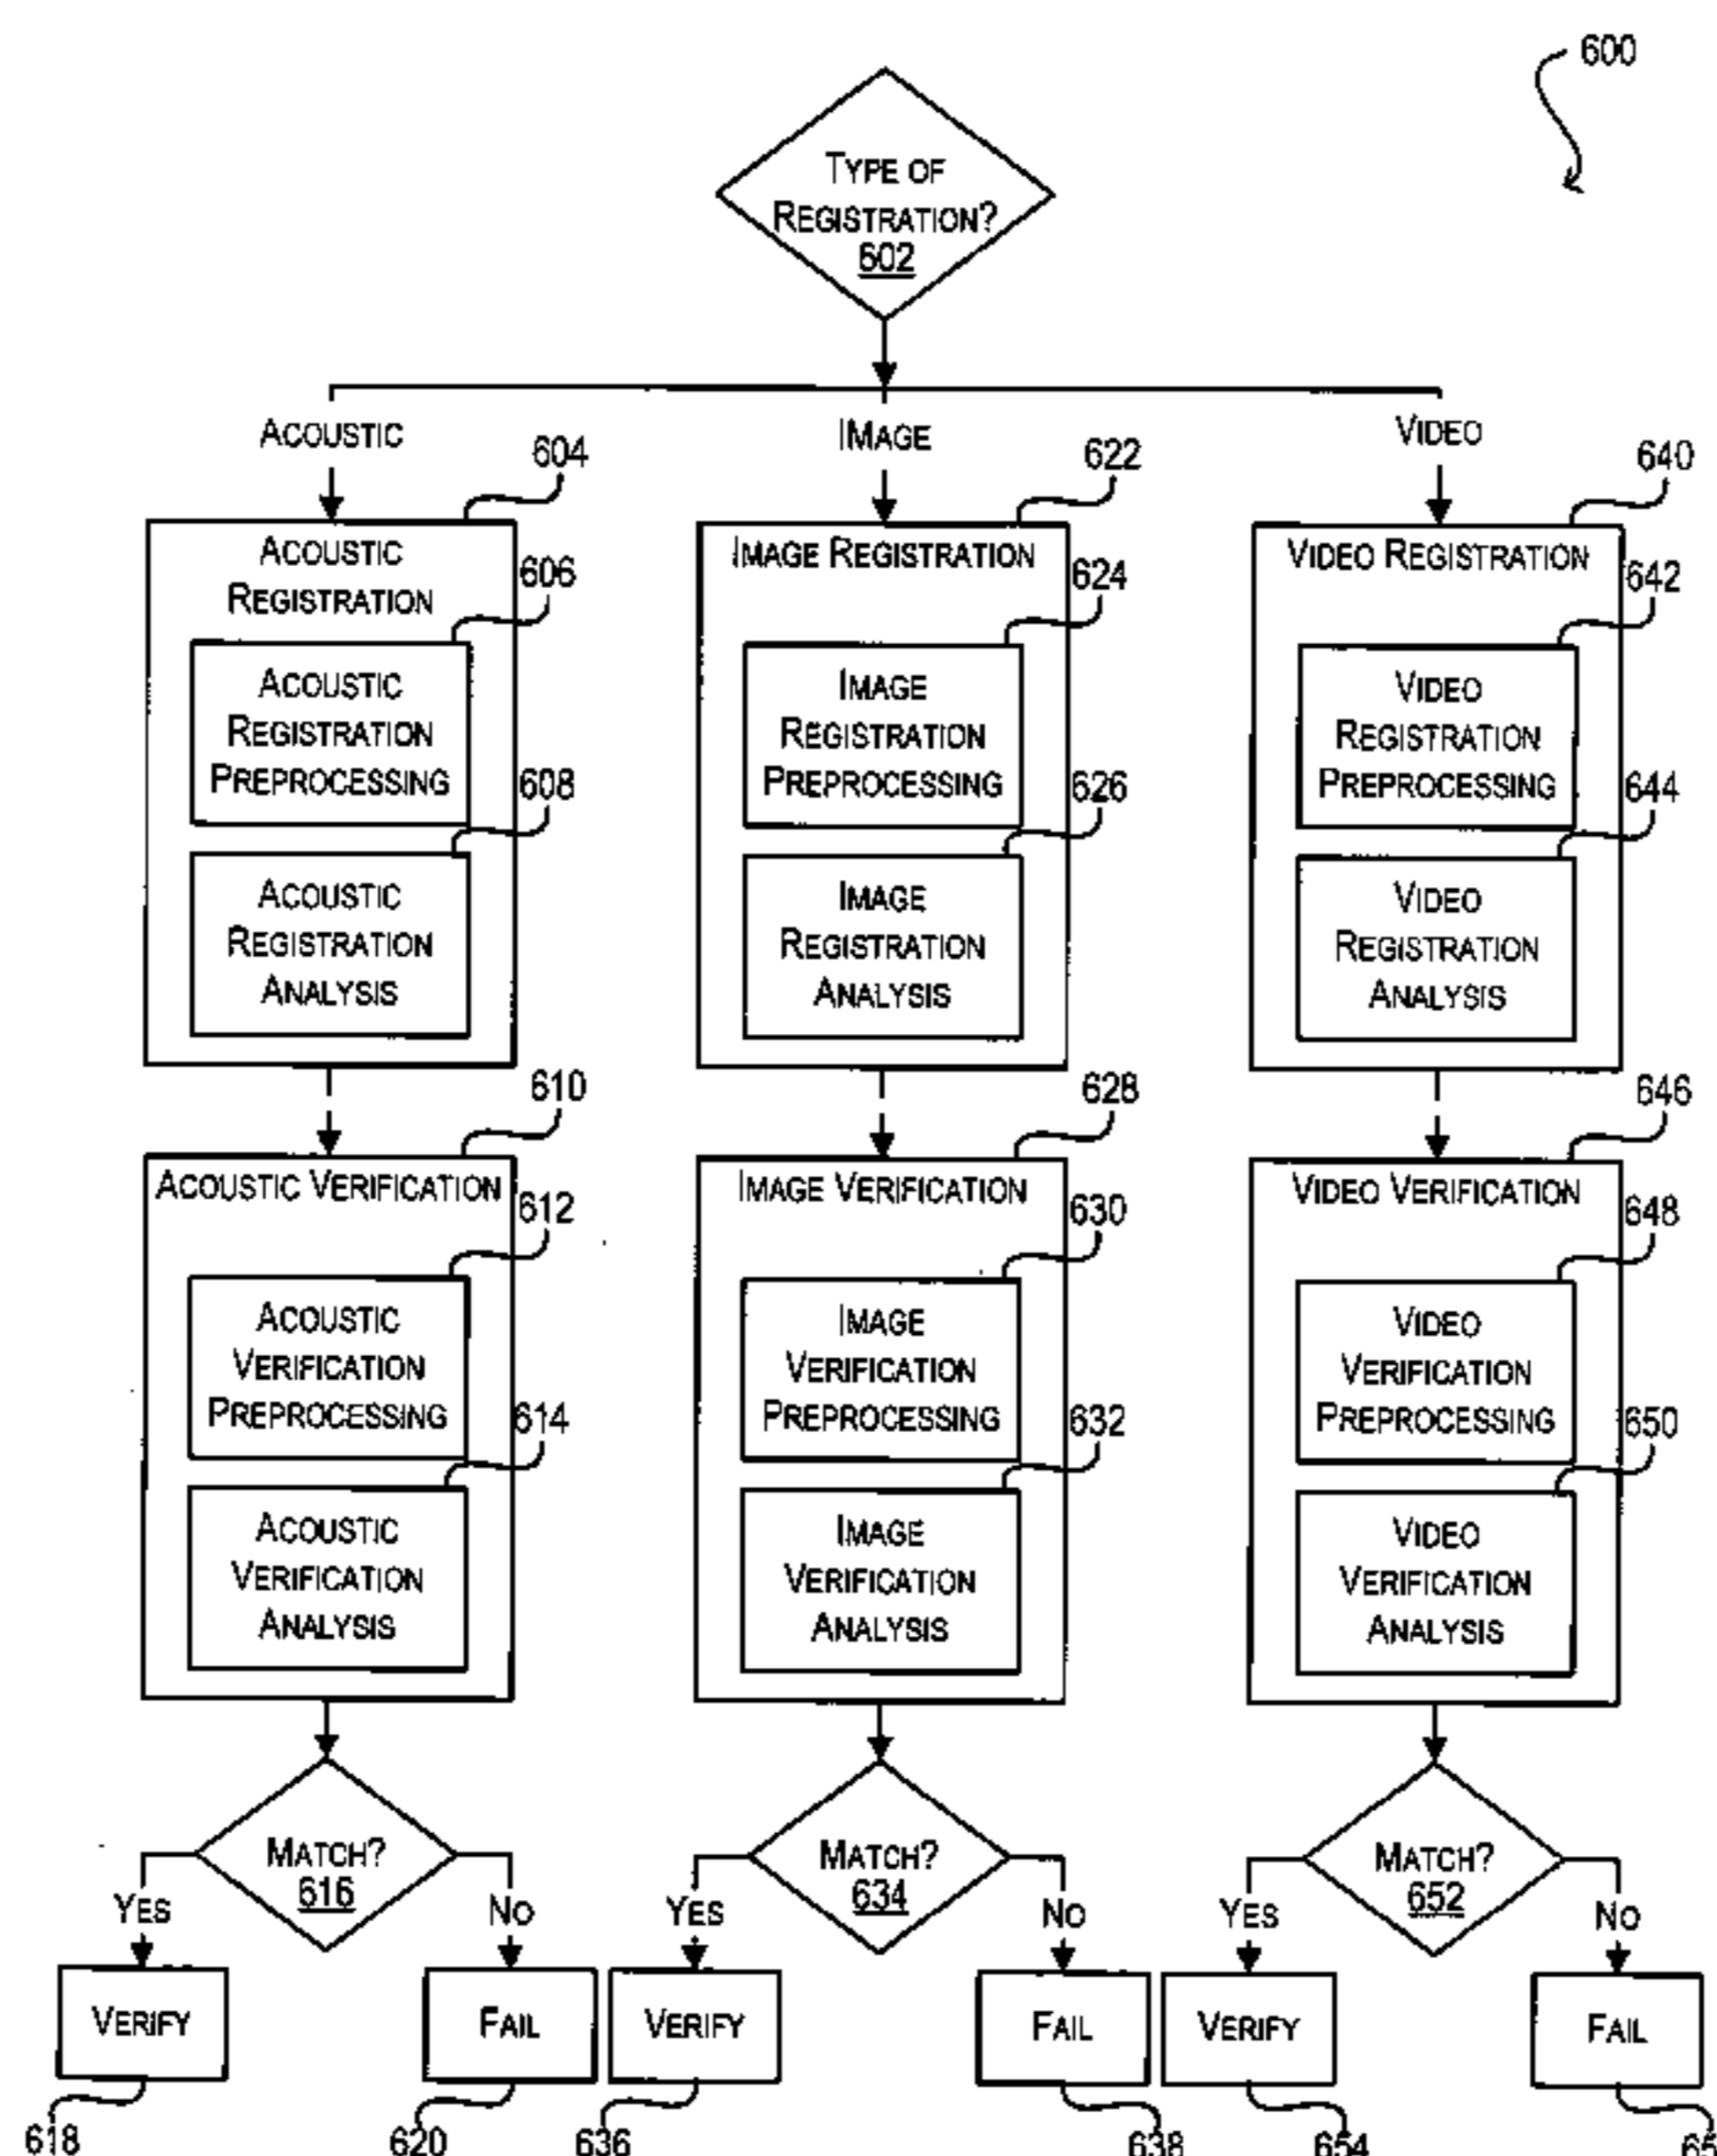 600
TYPE OF
REGISTRATION?
602
ACOUSTIC
IMAGE
VIDEO
604
622
640
ACOUSTIC
REGISTRATION
606
ACOUSTIC
REGISTRATION
PREPROCESSING
608
ACOUSTIC
REGISTRATION
ANALYSIS
IMAGE REGISTRATION
624
IMAGE
REGISTRATION
PREPROCESSING
626
IMAGE
REGISTRATION
ANALYSIS
VIDEO REGISTRATION
642
VIDEO
REGISTRATION
PREPROCESSING
644
VIDEO
REGISTRATION
ANALYSIS
610
628
646
ACOUSTIC VERIFICATION
612
ACOUSTIC
VERIFICATION
PREPROCESSING
614
ACOUSTIC
VERIFICATION
ANALYSIS
IMAGE VERIFICATION
630
IMAGE
VERIFICATION
PREPROCESSING
632
IMAGE
VERIFICATION
ANALYSIS
VIDEO VERIFICATION
648
VIDEO
VERIFICATION
PREPROCESSING
650
VIDEO
VERIFICATION
ANALYSIS
MATCH?
616
YES
NO
VERIFY
FAIL
618
620
MATCH?
634
YES
NO
VERIFY
FAIL
636
638
MATCH?
652
YES
NO
VERIFY
FAIL
654